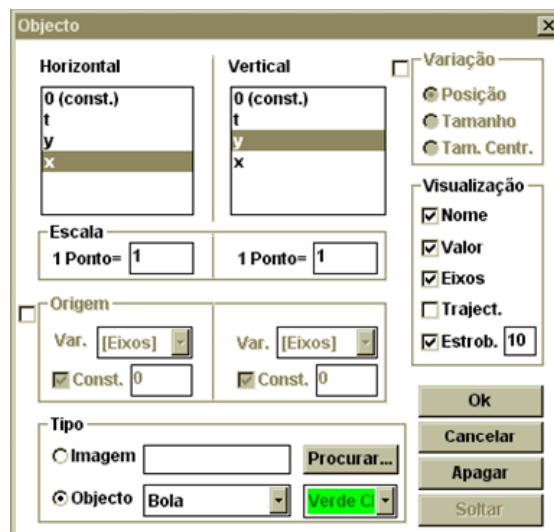 Objecto
Horizontal
0 (const.)
t
y
x
Vertical
0 (const.)
t
y
x
Variação
Posição
Tamanho
Tam. Centr.
Visualização
Nome
Valor
Eixos
Traject.
Estrob. 10
Escala
1 Ponto= 1
1 Ponto= 1
Origem
Var. [Eixos]
Var. [Eixos]
Const. 0
Const. 0
Tipo
Imagem
Procurar...
Objecto Bola
Verde Cl
Ok
Cancelar
Apagar
Soltar